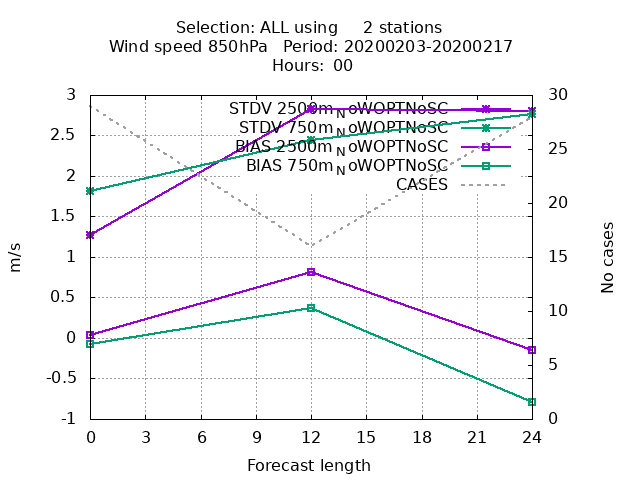 Selection: ALL using     2 stations
Wind speed 850hPa   Period: 20200203-20200217
Hours:  00
STDV 2500m_NoWOPTNoSC
STDV 750m_NoWOPTNoSC
BIAS 2500m_NoWOPTNoSC
BIAS 750m_NoWOPTNoSC
CASES
3
2.5
2
1.5
1
0.5
0
-0.5
-1
30
25
20
15
10
5
0
m/s
No cases
0 3 6 9 12 15 18 21 24
Forecast length